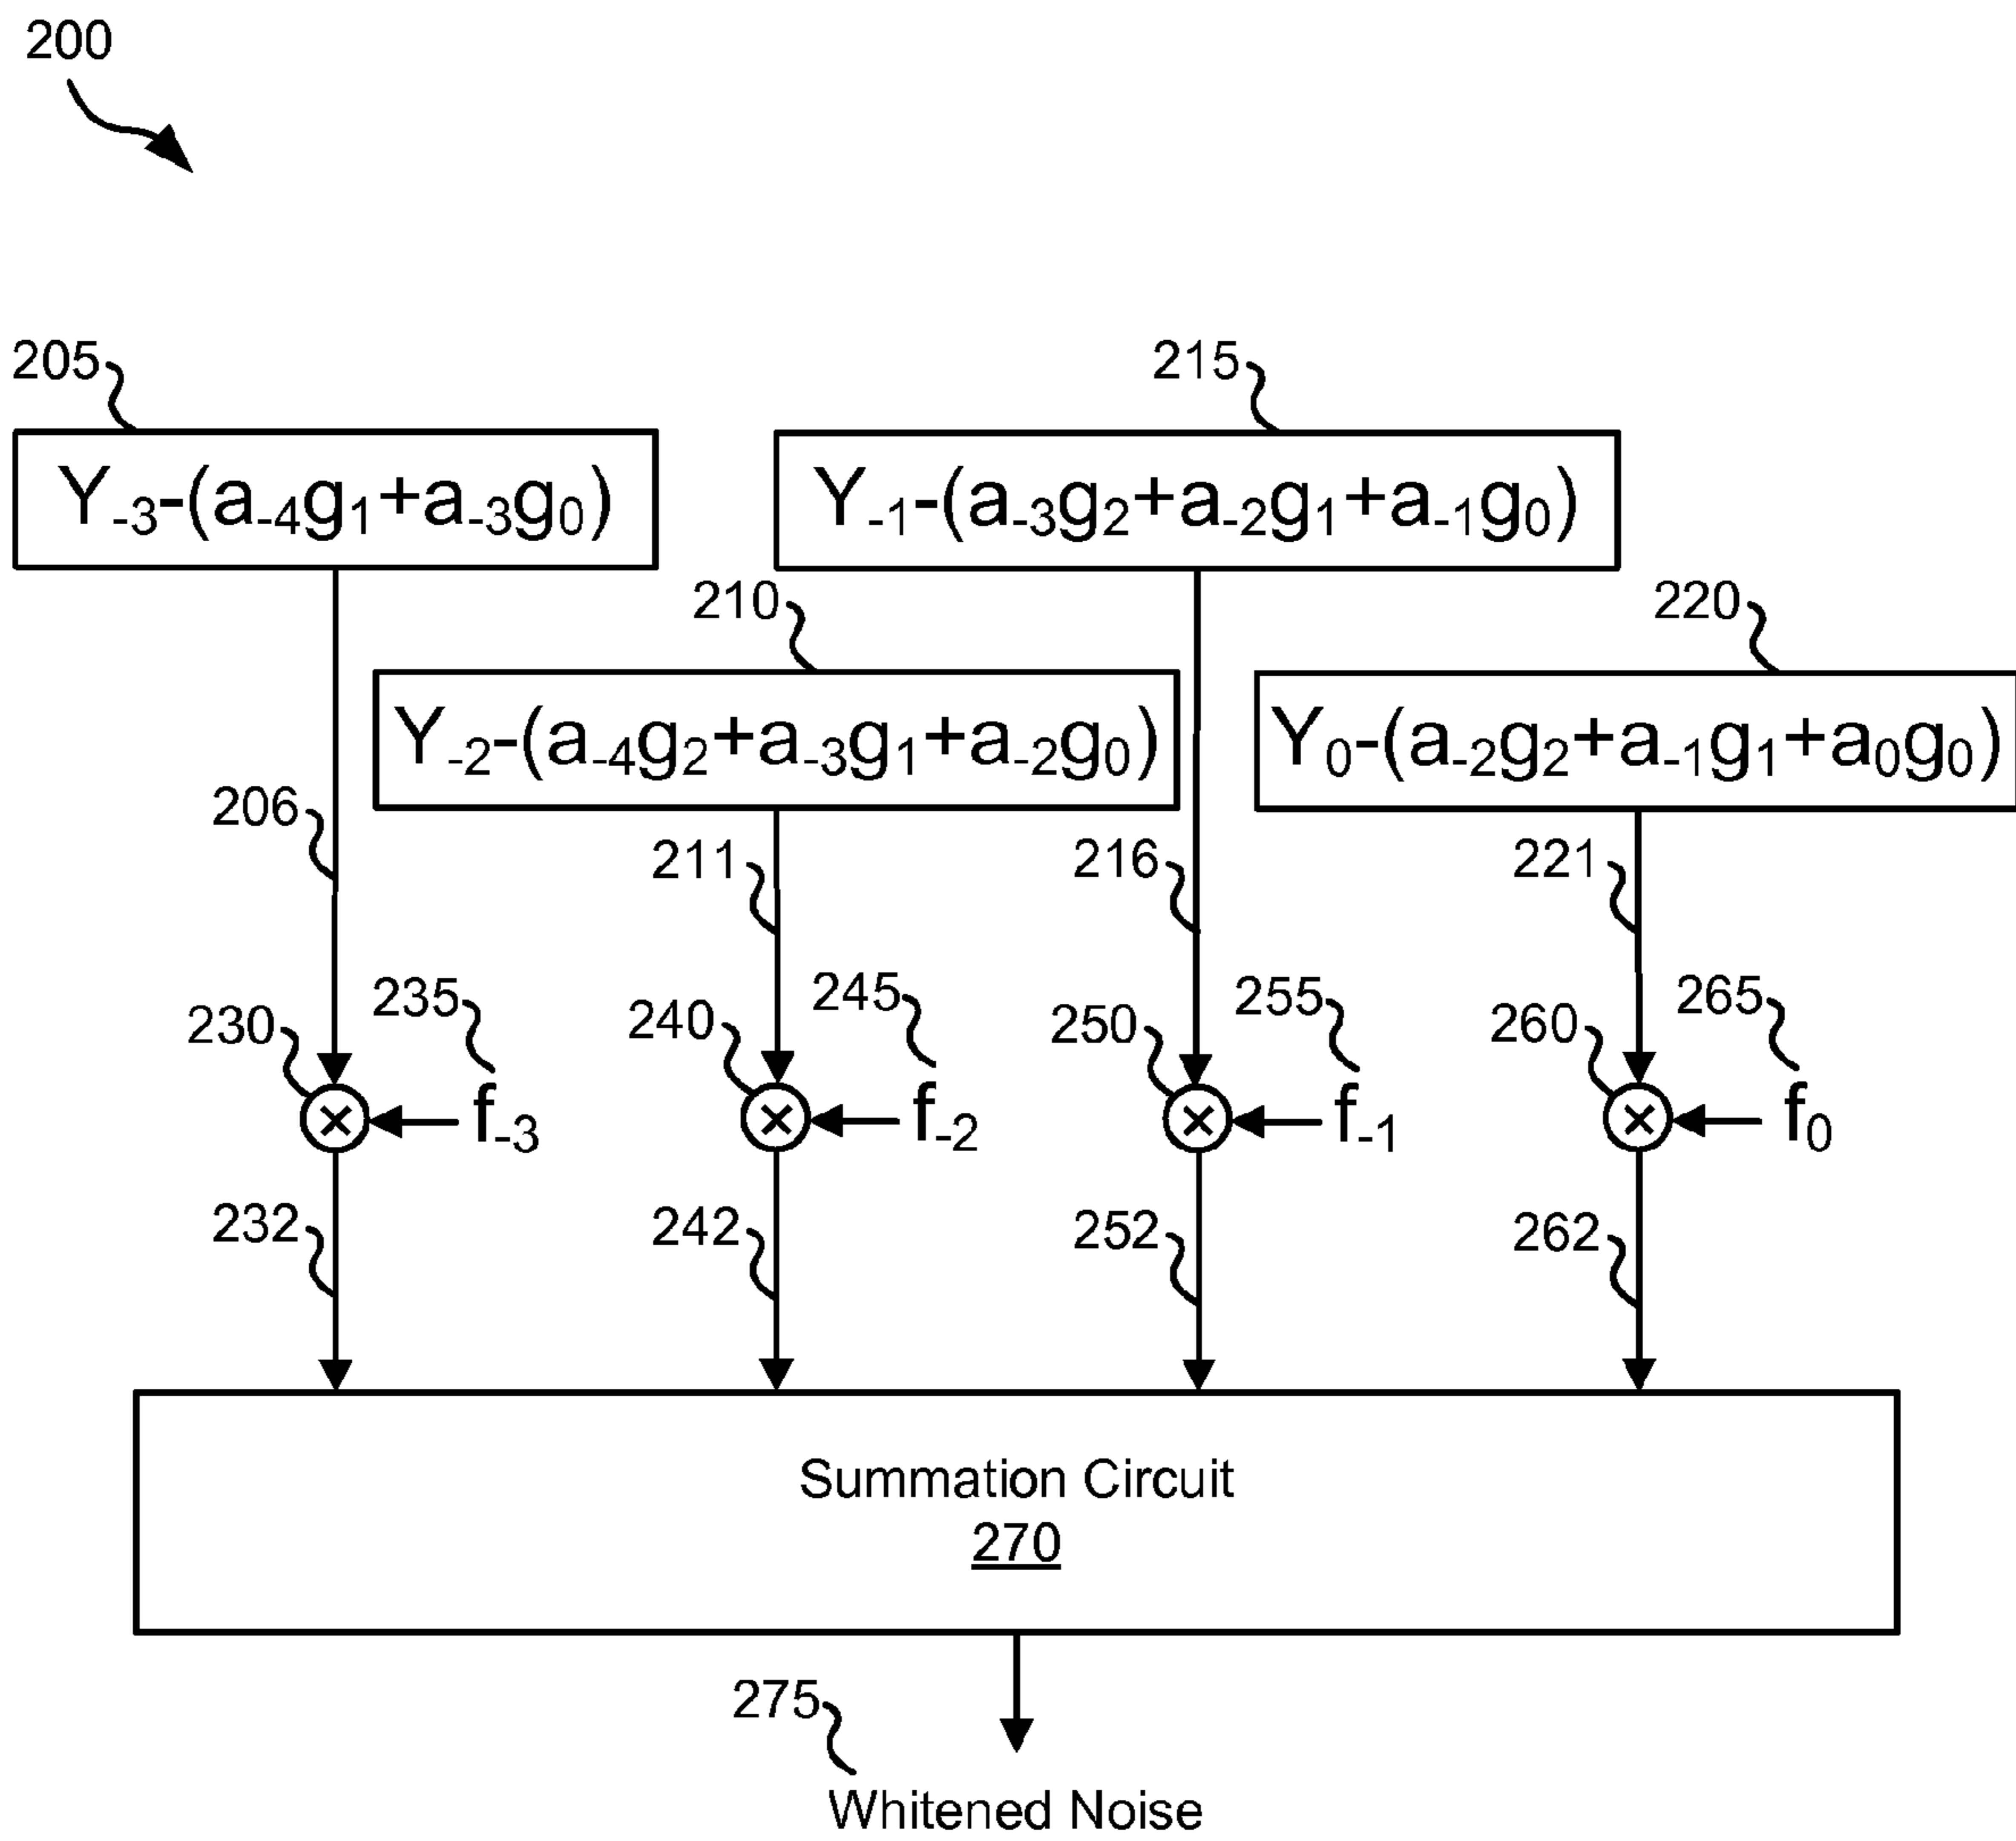 200
205
215
Y-3-(a-4g1+a-3g0)
Y-1-(a-3g2+a-2g1+a-1g0)
210
220
Y-2-(a-4g2+a-3g1+a-2g0)
Y0-(a-2g2+a-1g1+a0g0)
206
211
216
221
230
235
240
245
250
255
260
265
f-3
f-2
f-1
f0
232
242
252
262
Summation Circuit
270
275
Whitened Noise